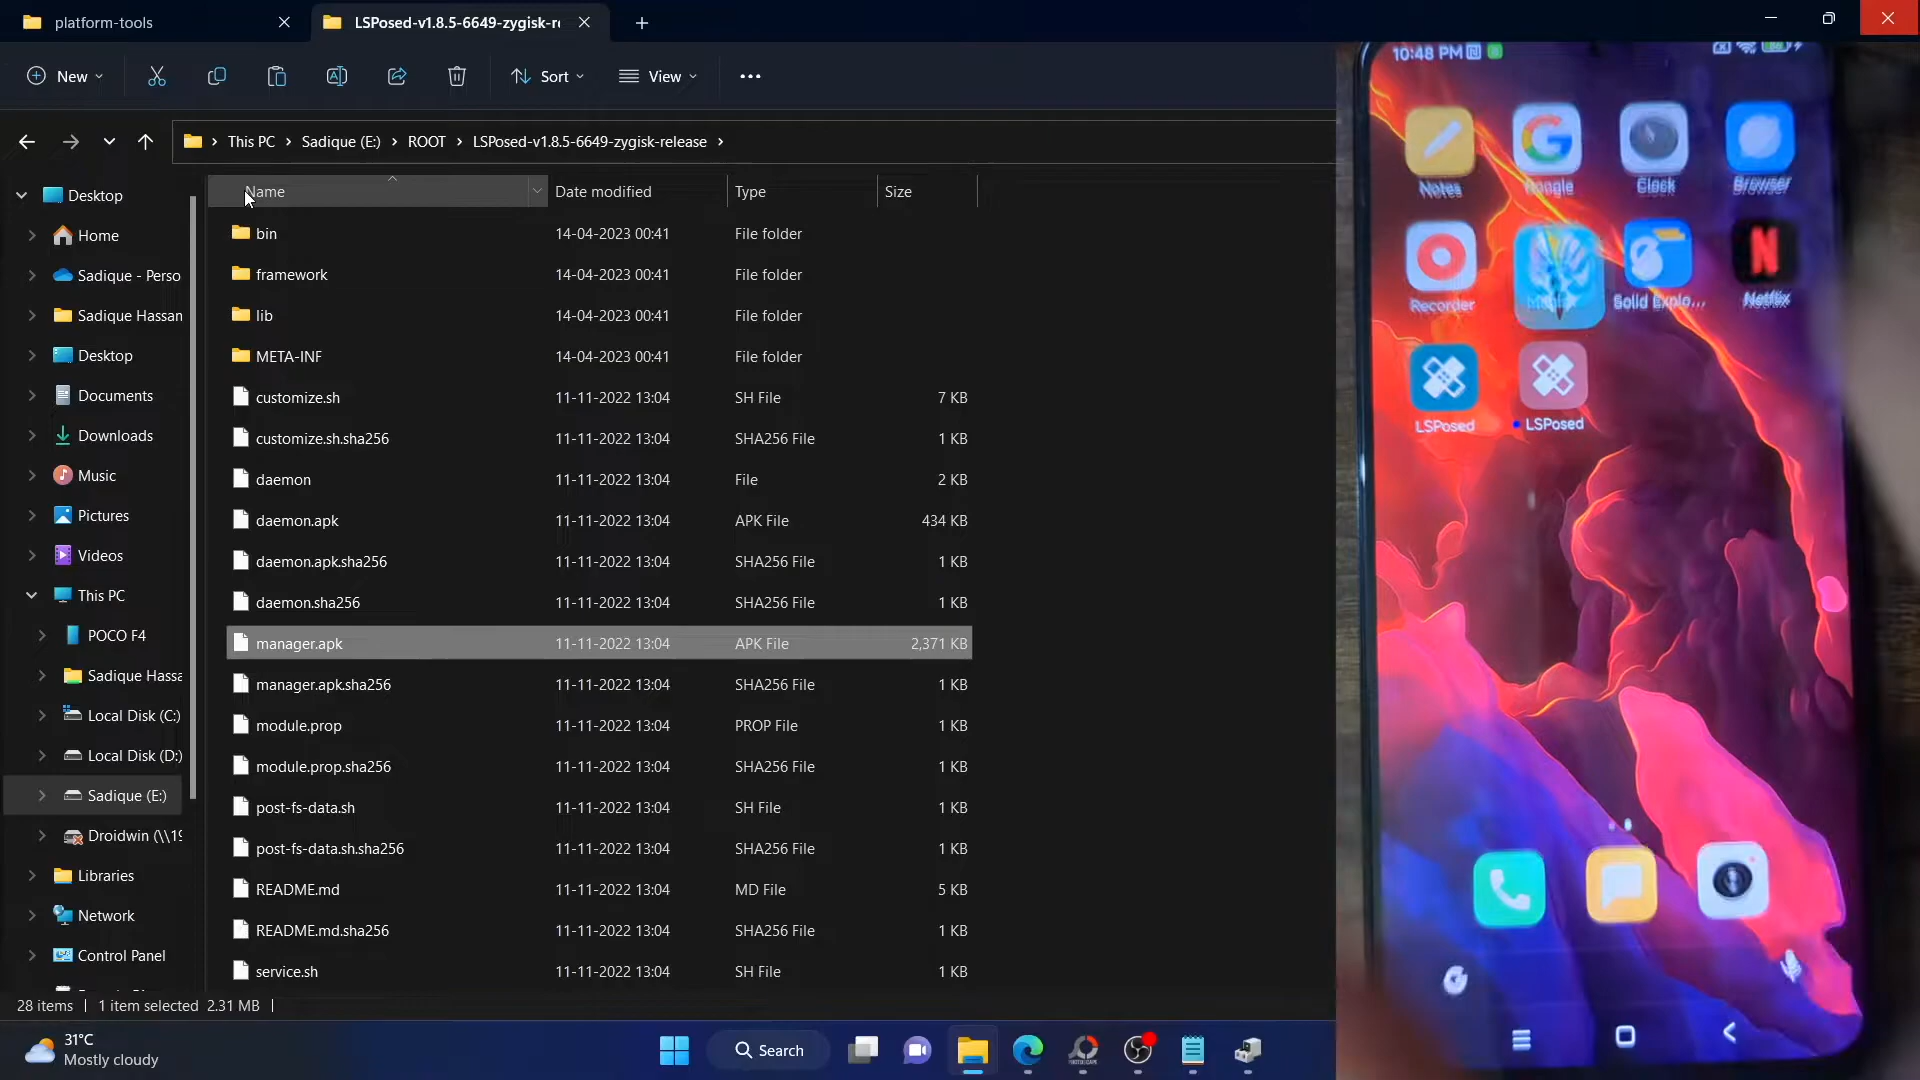 platform-tools
LSPosed-v1.8.5-6649-zygisk-r
New
Sort
View
This PC
Sadique (E:)
ROOT
LSPosed-v1.8.5-6649-zygisk-release
Name
Date modified
Type
Size
bin 14-04-2023 00:41 File folder
framework 14-04-2023 00:41 File folder
lib 14-04-2023 00:41 File folder
META-INF 14-04-2023 00:41 File folder
customize.sh 11-11-2022 13:04 SH File 7 KB
customize.sh.sha256 11-11-2022 13:04 SHA256 File 1 KB
daemon 11-11-2022 13:04 File 2 KB
daemon.apk 11-11-2022 13:04 APK File 434 KB
daemon.apk.sha256 11-11-2022 13:04 SHA256 File 1 KB
daemon.sha256 11-11-2022 13:04 SHA256 File 1 KB
manager.apk 11-11-2022 13:04 APK File 2,371 KB
manager.apk.sha256 11-11-2022 13:04 SHA256 File 1 KB
module.prop 11-11-2022 13:04 PROP File 1 KB
module.prop.sha256 11-11-2022 13:04 SHA256 File 1 KB
post-fs-data.sh 11-11-2022 13:04 SH File 1 KB
post-fs-data.sh.sha256 11-11-2022 13:04 SHA256 File 1 KB
README.md 11-11-2022 13:04 MD File 5 KB
README.md.sha256 11-11-2022 13:04 SHA256 File 1 KB
service.sh 11-11-2022 13:04 SH File 1 KB
Desktop
Home
Sadique - Perso
Sadique Hassan
Desktop
Documents
Downloads
Music
Pictures
Videos
This PC
POCO F4
Sadique Hassa
Local Disk (C:)
Local Disk (D:)
Sadique (E:)
Droidwin (\\19
Libraries
Network
Control Panel
28 items
1 item selected 2.31 MB
31°C
Mostly cloudy
Search
10:48 PM
Notes
Google
Clock
Browser
Recorder
Solid Explo...
Netflix
LSPosed
LSPosed